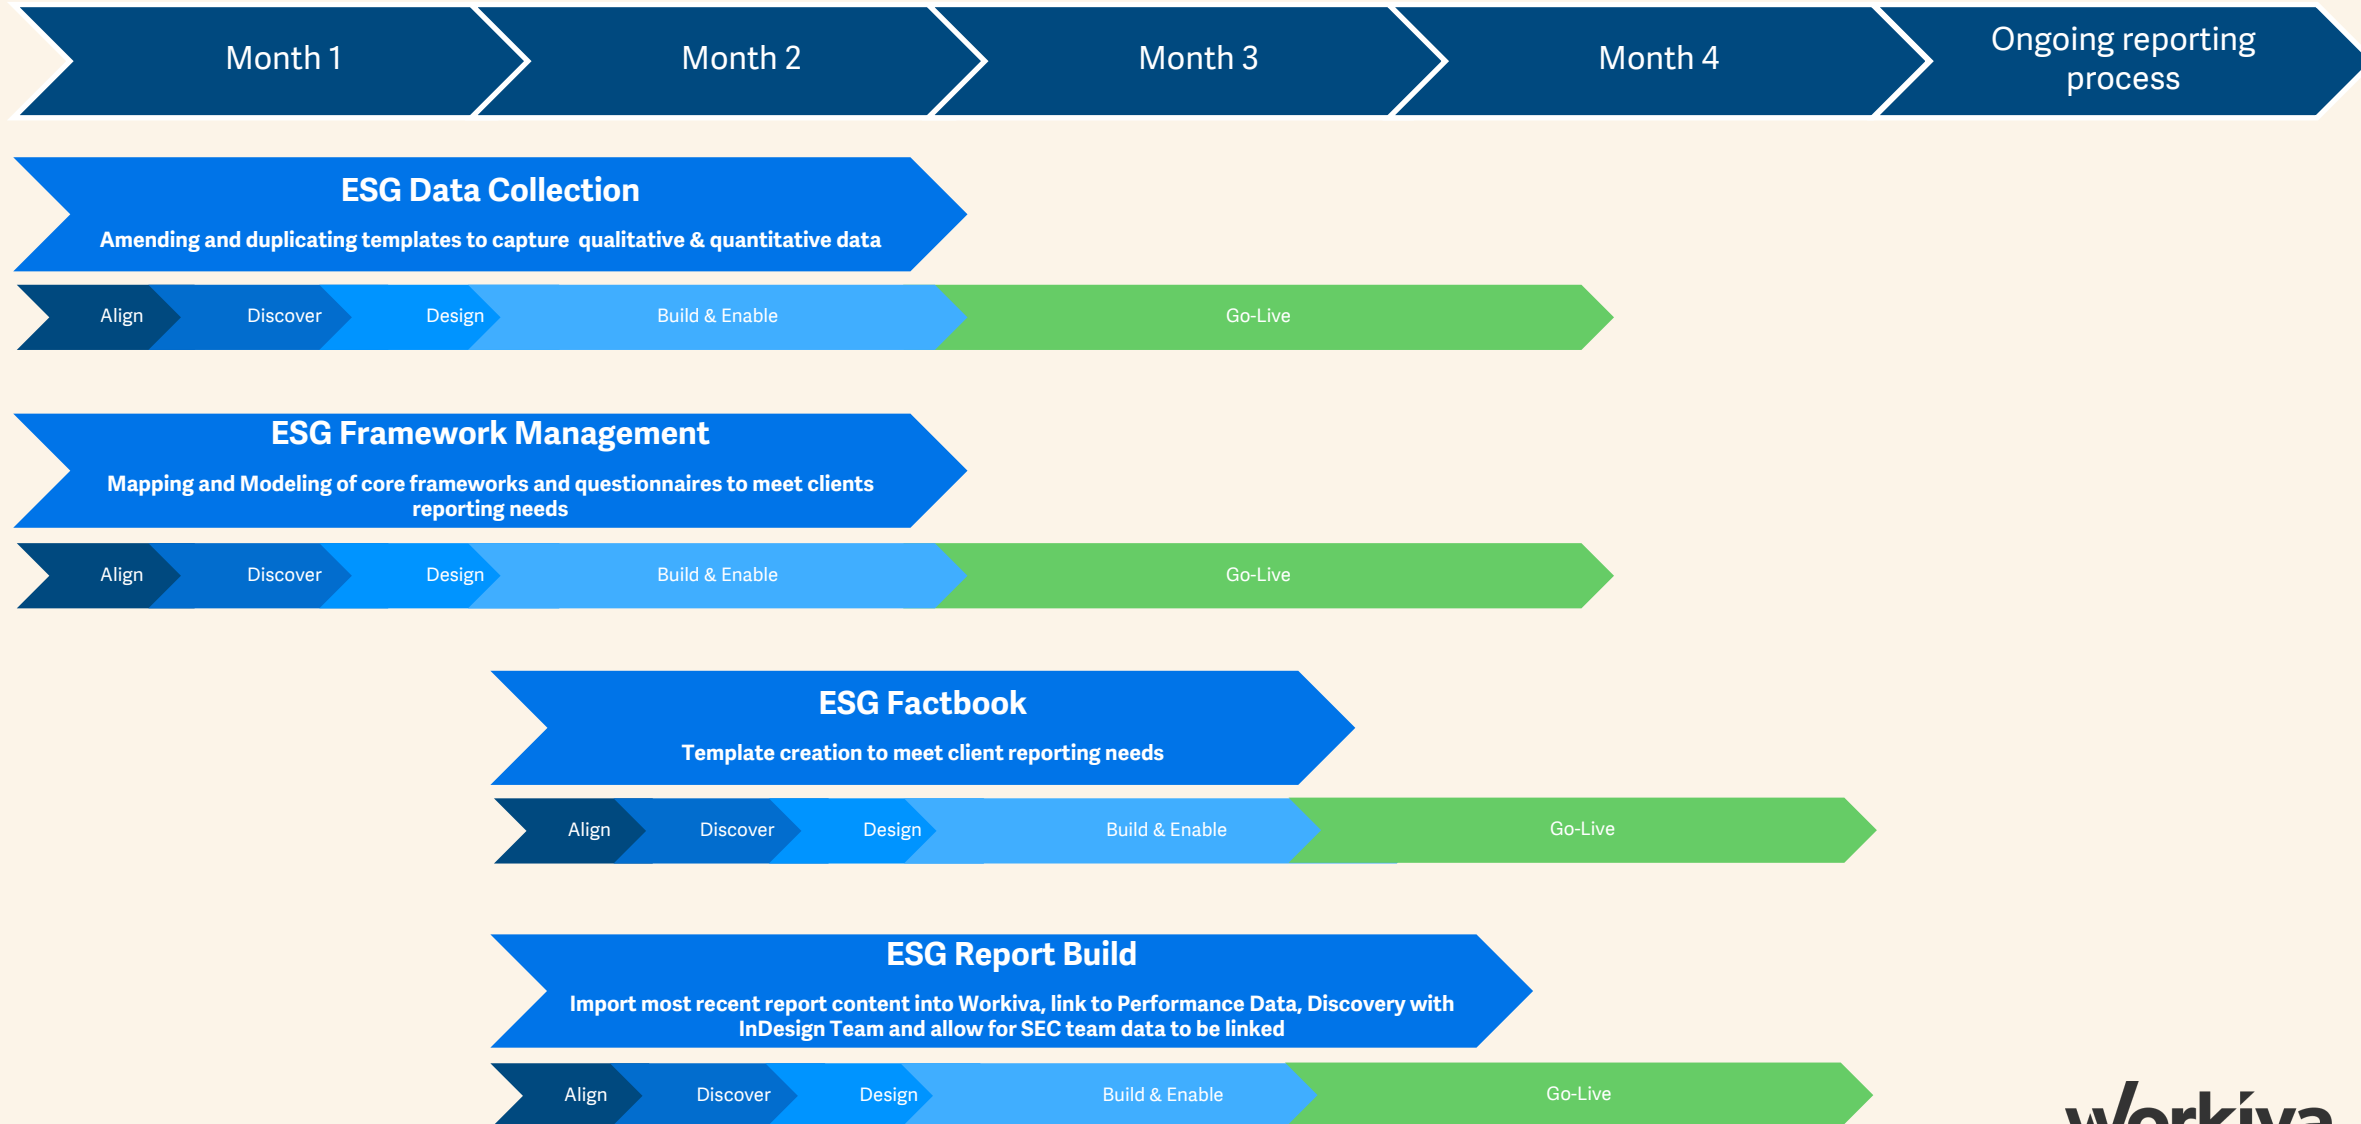 Month 1
Month 2
Month 3
Month 4
Ongoing reporting
process
ESG Data Collection
Amending and duplicating templates to capture  qualitative & quantitative data
Align
Discover
Design
Build & Enable
Go-Live
ESG Framework Management
Mapping and Modeling of core frameworks and questionnaires to meet clients
reporting needs
Align
Discover
Design
Build & Enable
Go-Live
ESG Factbook
Template creation to meet client reporting needs
Align
Discover
Design
Build & Enable
Go-Live
ESG Report Build
Import most recent report content into Workiva, link to Performance Data, Discovery with
InDesign Team and allow for SEC team data to be linked
Align
Discover
Design
Build & Enable
Go-Live
workiva